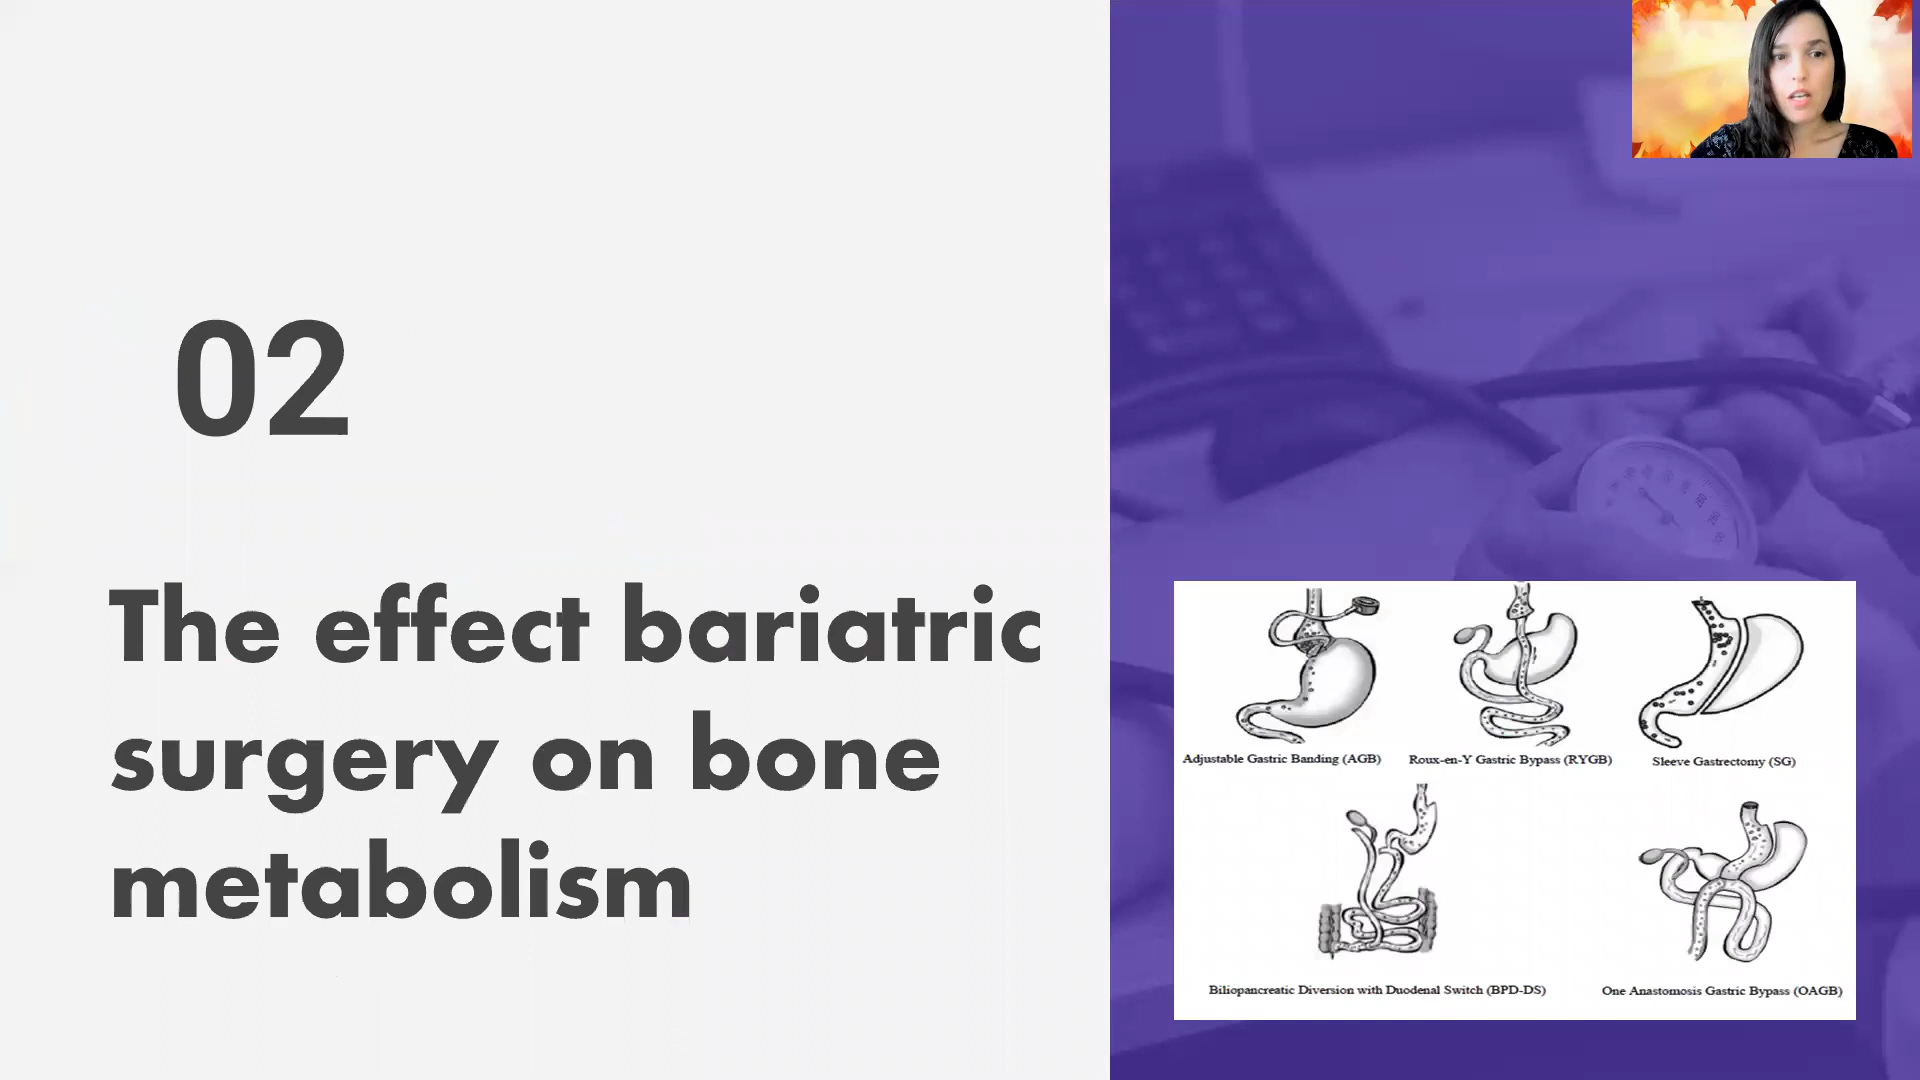 02
The effect bariatric
surgery on bone
metabolism
Adjustable Gastric Banding (AGB)
Roux-en-Y Gastric Bypass (RYGB)
Sleeve Gastrectomy (SG)
Biliopancreatic Diversion with Duodenal Switch (BPD-DS)
One Anastomosis Gastric Bypass (OAGB)